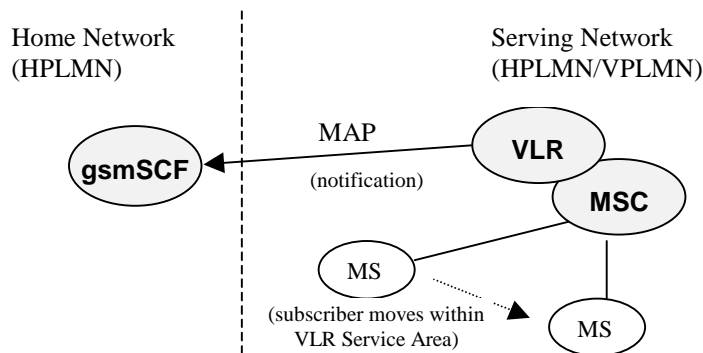 Home Network
(HPLMN)
Serving Network
(HPLMN/VPLMN)
MAP
VLR
gsmSCF
(notification)
MSC
MS
(subscriber moves within
VLR Service Area)
MS